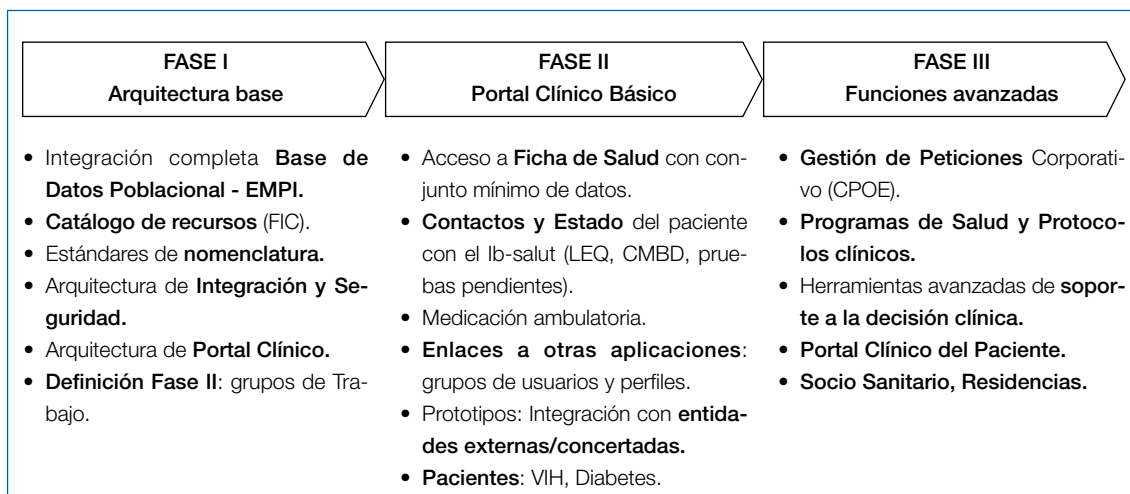 FASE I
Arquitectura base
• Integración completa Base de
Datos Poblacional - EMPI.
• Catálogo de recursos (FIC).
• Estándares de nomenclatura.
• Arquitectura de Integración y Se-
guridad.
• Arquitectura de Portal Clínico.
• Definición Fase II: grupos de Tra-
bajo.
FASE II
Portal Clínico Básico
• Acceso a Ficha de Salud con con-
junto mínimo de datos.
• Contactos y Estado del paciente
con el Ib-salut (LEQ, CMBD, prue-
bas pendientes).
• Medicación ambulatoria.
• Enlaces a otras aplicaciones:
grupos de usuarios y perfiles.
• Prototipos: Integración con entida-
des externas/concertadas.
• Pacientes: VIH, Diabetes.
FASE III
Funciones avanzadas
• Gestión de Peticiones Corporati-
vo (CPOE).
• Programas de Salud y Protoco-
los clínicos.
• Herramientas avanzadas de sopor-
te a la decisión clínica.
• Portal Clínico del Paciente.
• Socio Sanitario, Residencias.